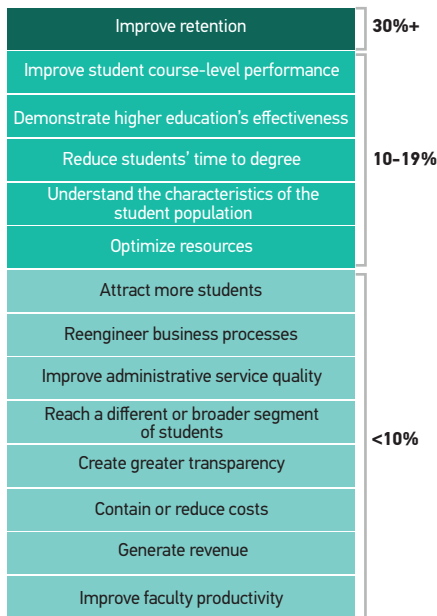 Improve retention
30%+
Improve student course-level performance
Demonstrate higher education's effectiveness
Reduce students' time to degree
10-19%
Understand the characteristics of the
student population
Optimize resources
Attract more students
Reengineer business processes
Improve administrative service quality
Reach a different or broader segment
of students
<10%
Create greater transparency
Contain or reduce costs
Generate revenue
Improve faculty productivity